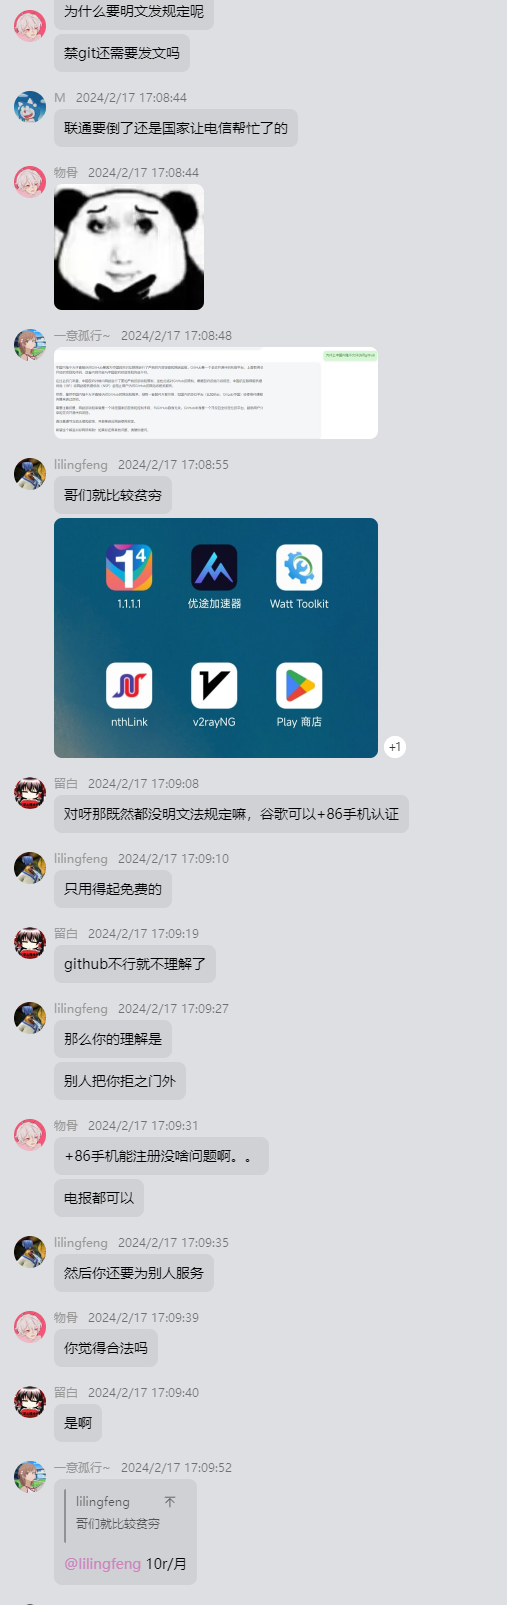 为什么要明文发规定呢
禁git还需要发文吗
M 2024/2/17 17:08:44
联通要倒了还是国家让电信帮忙了的
物骨 2024/2/17 17:08:44
一意孤行~ 2024/2/17 17:08:48
lilingfeng 2024/2/17 17:08:55
哥们就比较贫穷
1.1.1.1 优途加速器 Watt Toolkit
nthLink v2rayNG Play 商店
+1
留白 2024/2/17 17:09:08
对呀那既然都没明文法规定嘛，谷歌可以+86手机认证
lilingfeng 2024/2/17 17:09:10
只用得起免费的
留白 2024/2/17 17:09:19
github不行就不理解了
lilingfeng 2024/2/17 17:09:27
那么你的理解是
别人把你拒之门外
物骨 2024/2/17 17:09:31
+86手机能注册没啥问题啊。。
电报都可以
lilingfeng 2024/2/17 17:09:35
然后你还要为别人服务
物骨 2024/2/17 17:09:39
你觉得合法吗
留白 2024/2/17 17:09:40
是啊
一意孤行~ 2024/2/17 17:09:52
lilingfeng
哥们就比较贫穷
@lilingfeng 10r/月